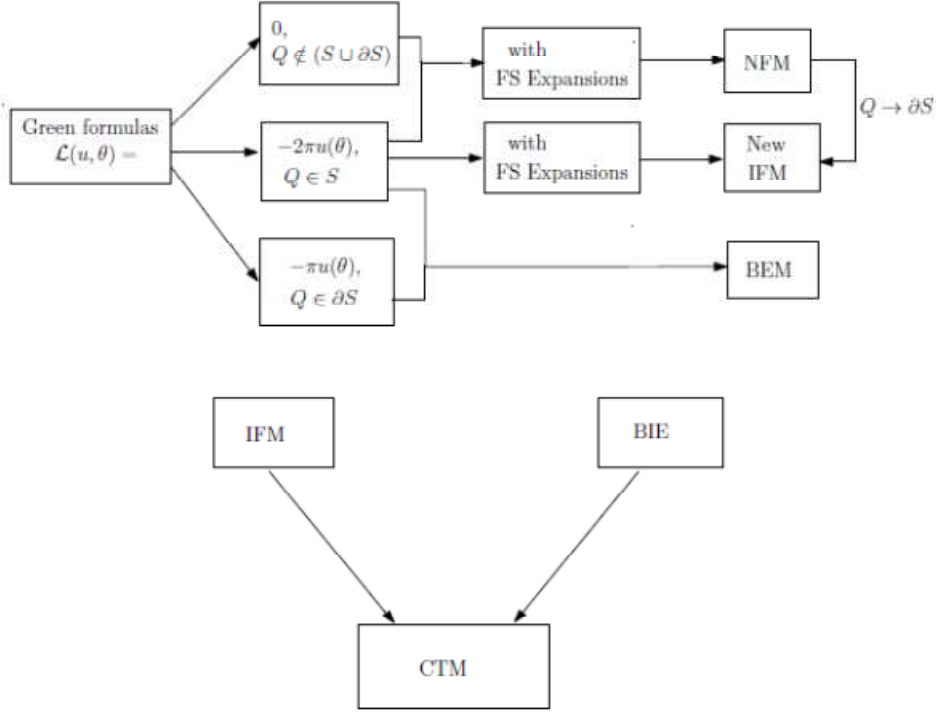 0,
Q ∉ (S ∪ ∂S)
Green formulas
𝓛(u, θ) =
−2πu(θ),
Q ∈ S
−πu(θ),
Q ∈ ∂S
with
FS Expansions
with
FS Expansions
NFM
Q → ∂S
New
IFM
BEM
IFM
BIE
CTM